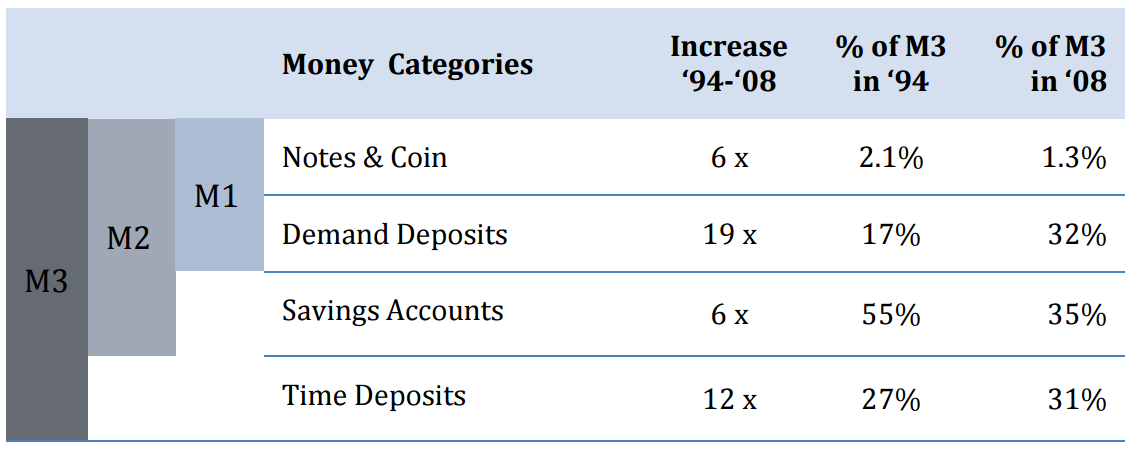 Money Categories Increase ‘94-‘08 % of M3 in ‘94 % of M3 in ‘08
M3 M2 M1
Notes & Coin 6 x 2.1% 1.3%
Demand Deposits 19 x 17% 32%
Savings Accounts 6 x 55% 35%
Time Deposits 12 x 27% 31%